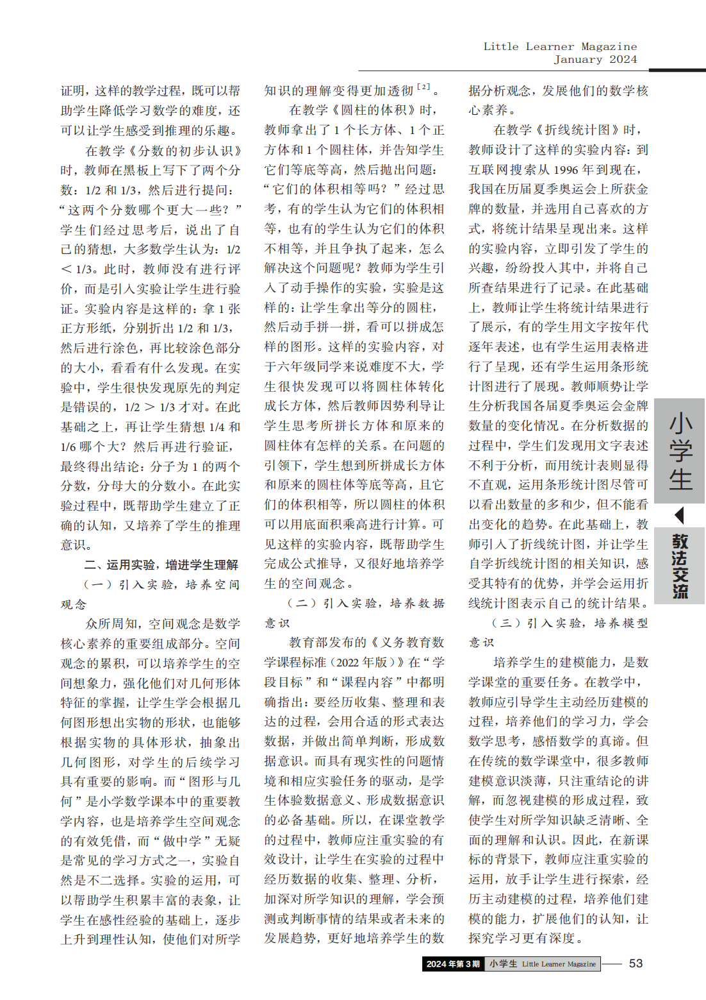 Little Learner Magazine
January 2024
证明，这样的教学过程，既可以帮
助学生降低学习数学的难度，还
可以让学生感受到推理的乐趣。
在教学《分数的初步认识》
时，教师在黑板上写下了两个分
数：1/2 和 1/3，然后进行提问：
“这两个分数哪个更大一些？”
学生们经过思考后，说出了自
己的猜想，大多数学生认为：1/2
＜ 1/3。此时，教师没有进行评
价，而是引入实验让学生进行验
证。实验内容是这样的：拿 1 张
正方形纸，分别折出 1/2 和 1/3，
然后进行涂色，再比较涂色部分
的大小，看看有什么发现。在实
验中，学生很快发现原先的判定
是错误的，1/2 ＞ 1/3 才对。在此
基础之上，再让学生猜想 1/4 和
1/6 哪个大？然后再进行验证，
最终得出结论：分子为 1 的两个
分数，分母大的分数小。在此实
验过程中，既帮助学生建立了正
确的认知，又培养了学生的推理
意识。
二、运用实验，增进学生理解
（一）引入实验，培养空间
观念
众所周知，空间观念是数学
核心素养的重要组成部分。空间
观念的累积，可以培养学生的空
间想象力，强化他们对几何形体
特征的掌握，让学生学会根据几
何图形想出实物的形状，也能够
根据实物的具体形状，抽象出
几何图形，对学生的后续学习
具有重要的影响。而“图形与几
何”是小学数学课本中的重要教
学内容，也是培养学生空间观念
的有效凭借，而“做中学”无疑
是常见的学习方式之一，实验自
然是不二选择。实验的运用，可
以帮助学生积累丰富的表象，让
学生在感性经验的基础上，逐步
上升到理性认知，使他们对所学
知识的理解变得更加透彻［2］。
在教学《圆柱的体积》时，
教师拿出了 1 个长方体、1 个正
方体和 1 个圆柱体，并告知学生
它们等底等高，然后抛出问题：
“它们的体积相等吗？”经过思
考，有的学生认为它们的体积相
等，也有的学生认为它们的体积
不相等，并且争执了起来，怎么
解决这个问题呢？教师为学生引
入了动手操作的实验，实验是这
样的：让学生拿出等分的圆柱，
然后动手拼一拼，看可以拼成怎
样的图形。这样的实验内容，对
于六年级同学来说难度不大，学
生很快发现可以将圆柱体转化
成长方体，然后教师因势利导让
学生思考所拼长方体和原来的
圆柱体有怎样的关系。在问题的
引领下，学生想到所拼成长方体
和原来的圆柱体等底等高，且它
们的体积相等，所以圆柱的体积
可以用底面积乘高进行计算。可
见这样的实验内容，既帮助学生
完成公式推导，又很好地培养学
生的空间观念。
（二）引入实验，培养数据
意识
教育部发布的《义务教育数
学课程标准（2022 年版）》在“学
段目标”和“课程内容”中都明
确指出：要经历收集、整理和表
达的过程，会用合适的形式表达
数据，并做出简单判断，形成数
据意识。而具有现实性的问题情
境和相应实验任务的驱动，是学
生体验数据意义、形成数据意识
的必备基础。所以，在课堂教学
的过程中，教师应注重实验的有
效设计，让学生在实验的过程中
经历数据的收集、整理、分析，
加深对所学知识的理解，学会预
测或判断事情的结果或者未来的
发展趋势，更好地培养学生的数
据分析观念，发展他们的数学核
心素养。
在教学《折线统计图》时，
教师设计了这样的实验内容：到
互联网搜索从 1996 年到现在，
我国在历届夏季奥运会上所获金
牌的数量，并选用自己喜欢的方
式，将统计结果呈现出来。这样
的实验内容，立即引发了学生的
兴趣，纷纷投入其中，并将自己
所查结果进行了记录。在此基础
上，教师让学生将统计结果进行
了展示，有的学生用文字按年代
逐年表述，也有学生运用表格进
行了呈现，还有学生运用条形统
计图进行了展现。教师顺势让学
生分析我国各届夏季奥运会金牌
数量的变化情况。在分析数据的
过程中，学生们发现用文字表述
不利于分析，而用统计表则显得
不直观，运用条形统计图尽管可
以看出数量的多和少，但不能看
出变化的趋势。在此基础上，教
师引入了折线统计图，并让学生
自学折线统计图的相关知识，感
受其特有的优势，并学会运用折
线统计图表示自己的统计结果。
（三）引入实验，培养模型
意识
培养学生的建模能力，是数
学课堂的重要任务。在教学中，
教师应引导学生主动经历建模的
过程，培养他们的学习力，学会
数学思考，感悟数学的真谛。但
在传统的数学课堂中，很多教师
建模意识淡薄，只注重结论的讲
解，而忽视建模的形成过程，致
使学生对所学知识缺乏清晰、全
面的理解和认识。因此，在新课
标的背景下，教师应注重实验的
运用，放手让学生进行探索，经
历主动建模的过程，培养他们建
模的能力，扩展他们的认知，让
探究学习更有深度。
小学生
教法交流
2024 年第 3 期 小学生 Little Learner Magazine 53